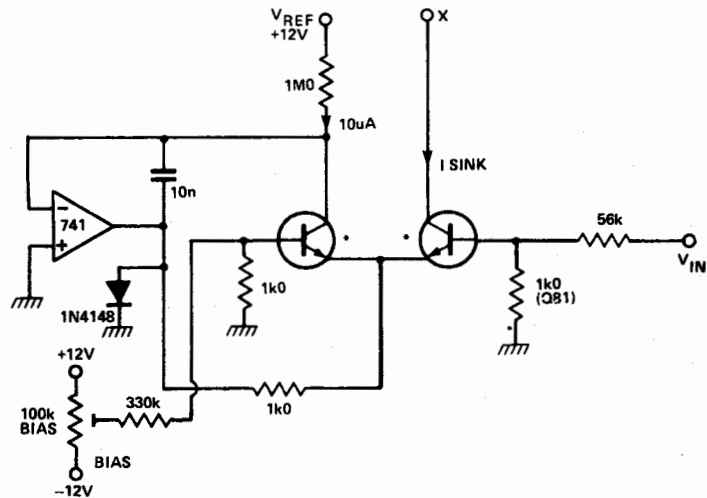 VREF
+12V
X
1M0
10uA
I SINK
10n
741
−
+
*
*
56k
VIN
1k0
1k0
(Q81)
1N4148
+12V
330k
1k0
100k
BIAS
BIAS
−12V